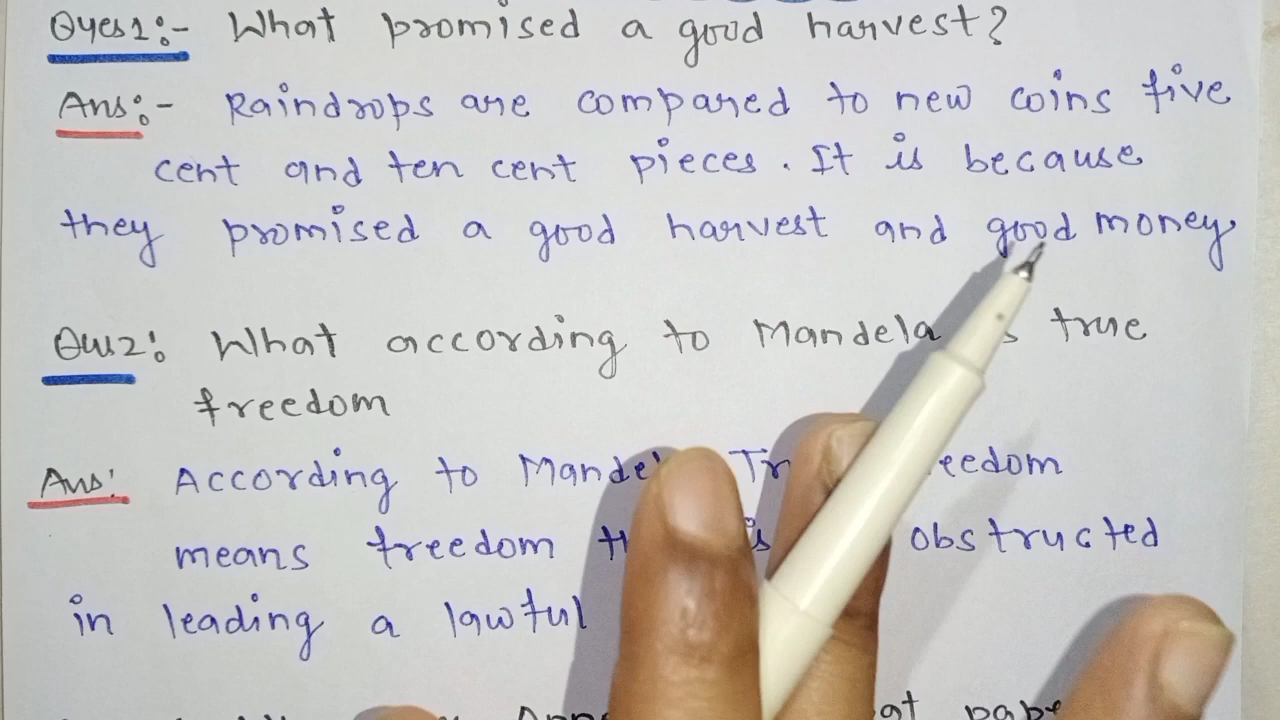 Ques1:- What promised a good harvest?
Ans:- Raindrops are compared to new coins five
cent and ten cent pieces. It is because
they promised a good harvest and good money.
Qus2: What according to Mandela true
freedom
Ans: According to Mandel
means freedom obstructed
in leading a lawful